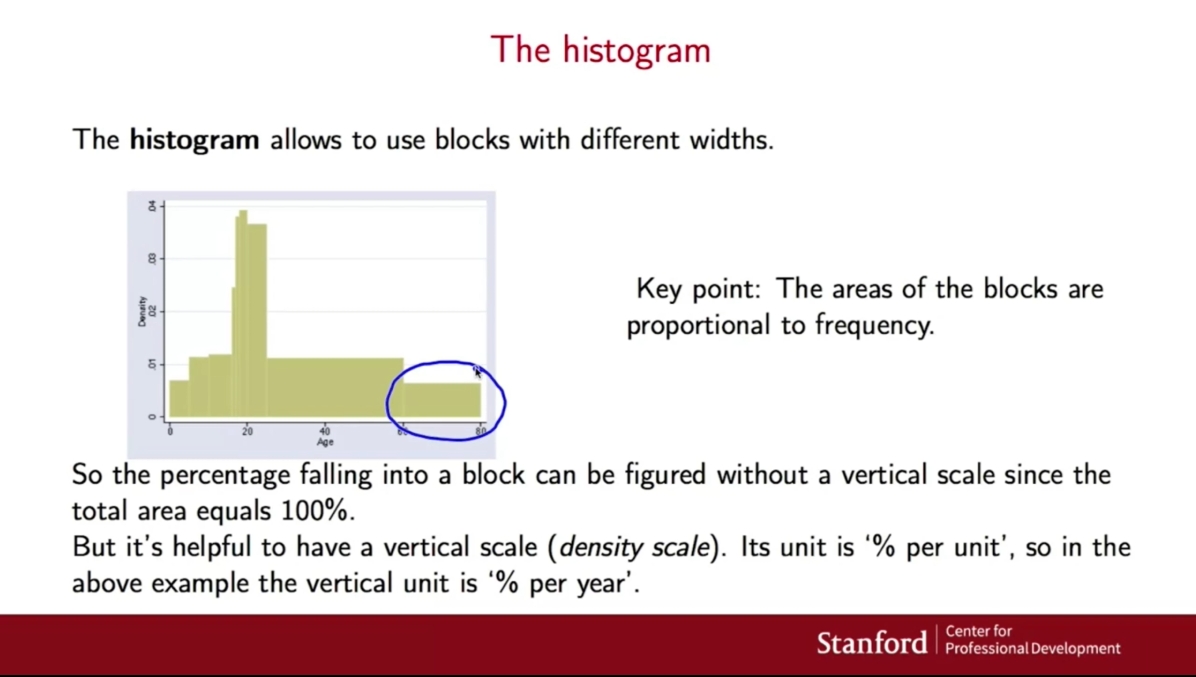 The histogram
The histogram allows to use blocks with different widths.
.04
.03
.02
.01
0
Density
0 20 40 60 80
Age
Key point: The areas of the blocks are
proportional to frequency.
So the percentage falling into a block can be figured without a vertical scale since the
total area equals 100%.
But it's helpful to have a vertical scale (density scale). Its unit is ‘% per unit’, so in the
above example the vertical unit is ‘% per year’.
Stanford
Center for
Professional Development